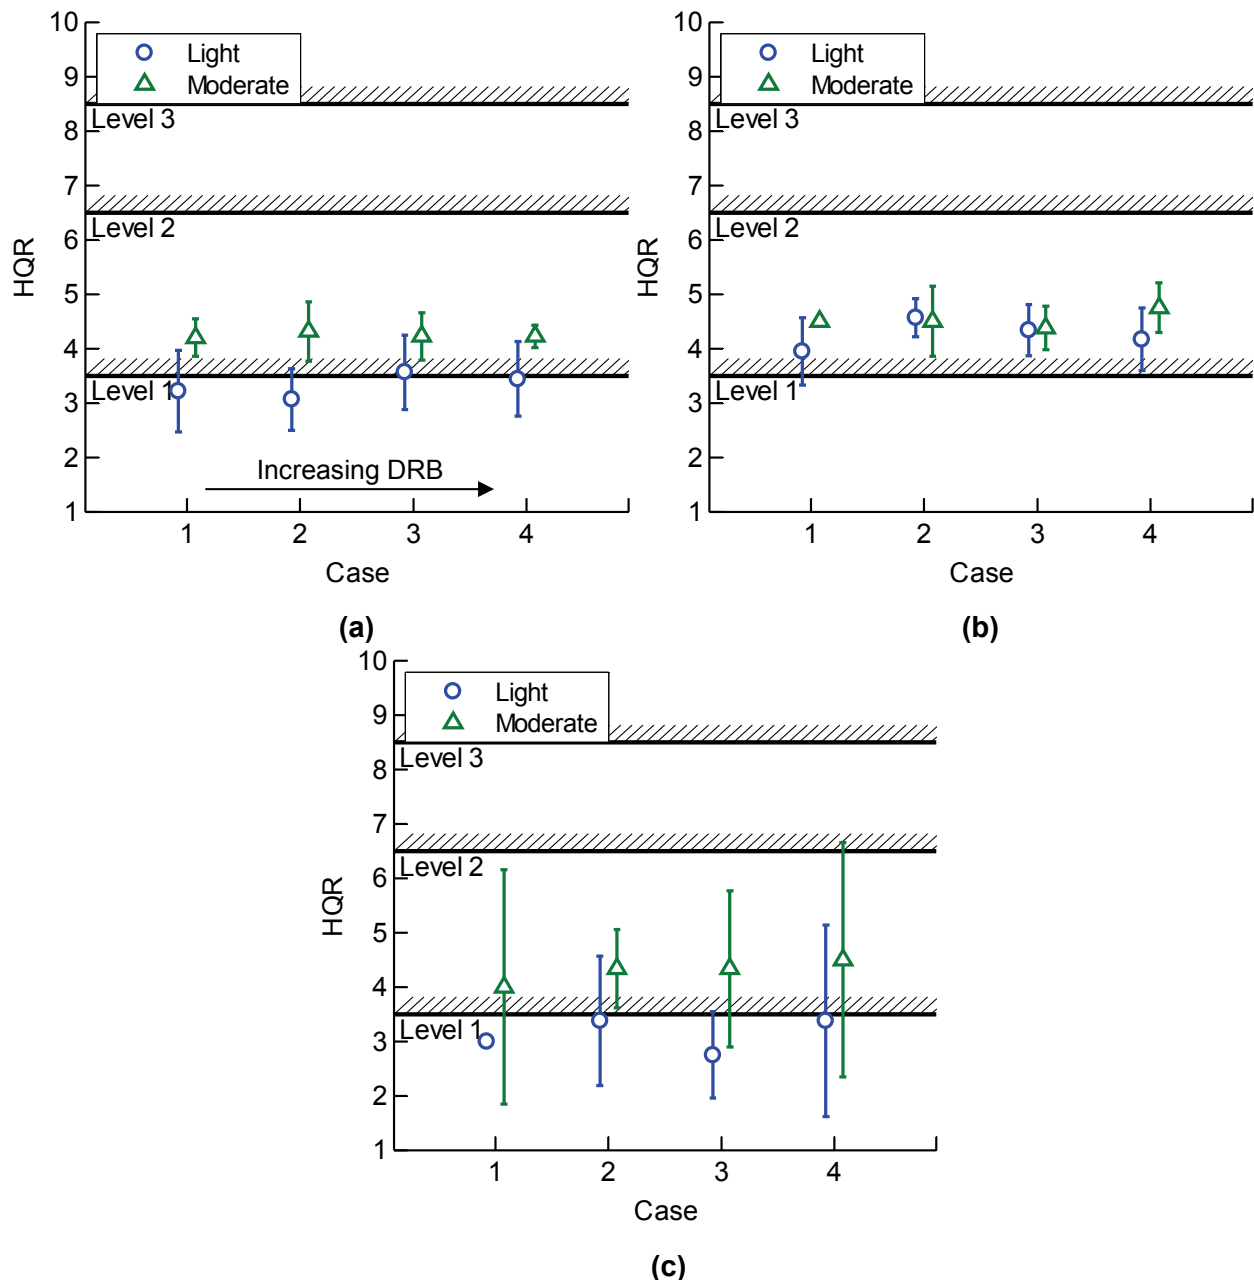 10
9
8
7
6
5
4
3
2
1
HQR
Light
Moderate
Level 3
Level 2
Level 1
Increasing DRB
1 2 3 4
Case
(a)
10
9
8
7
6
5
4
3
2
1
HQR
Light
Moderate
Level 3
Level 2
Level 1
1 2 3 4
Case
(b)
10
9
8
7
6
5
4
3
2
1
HQR
Light
Moderate
Level 3
Level 2
Level 1
1 2 3 4
Case
(c)